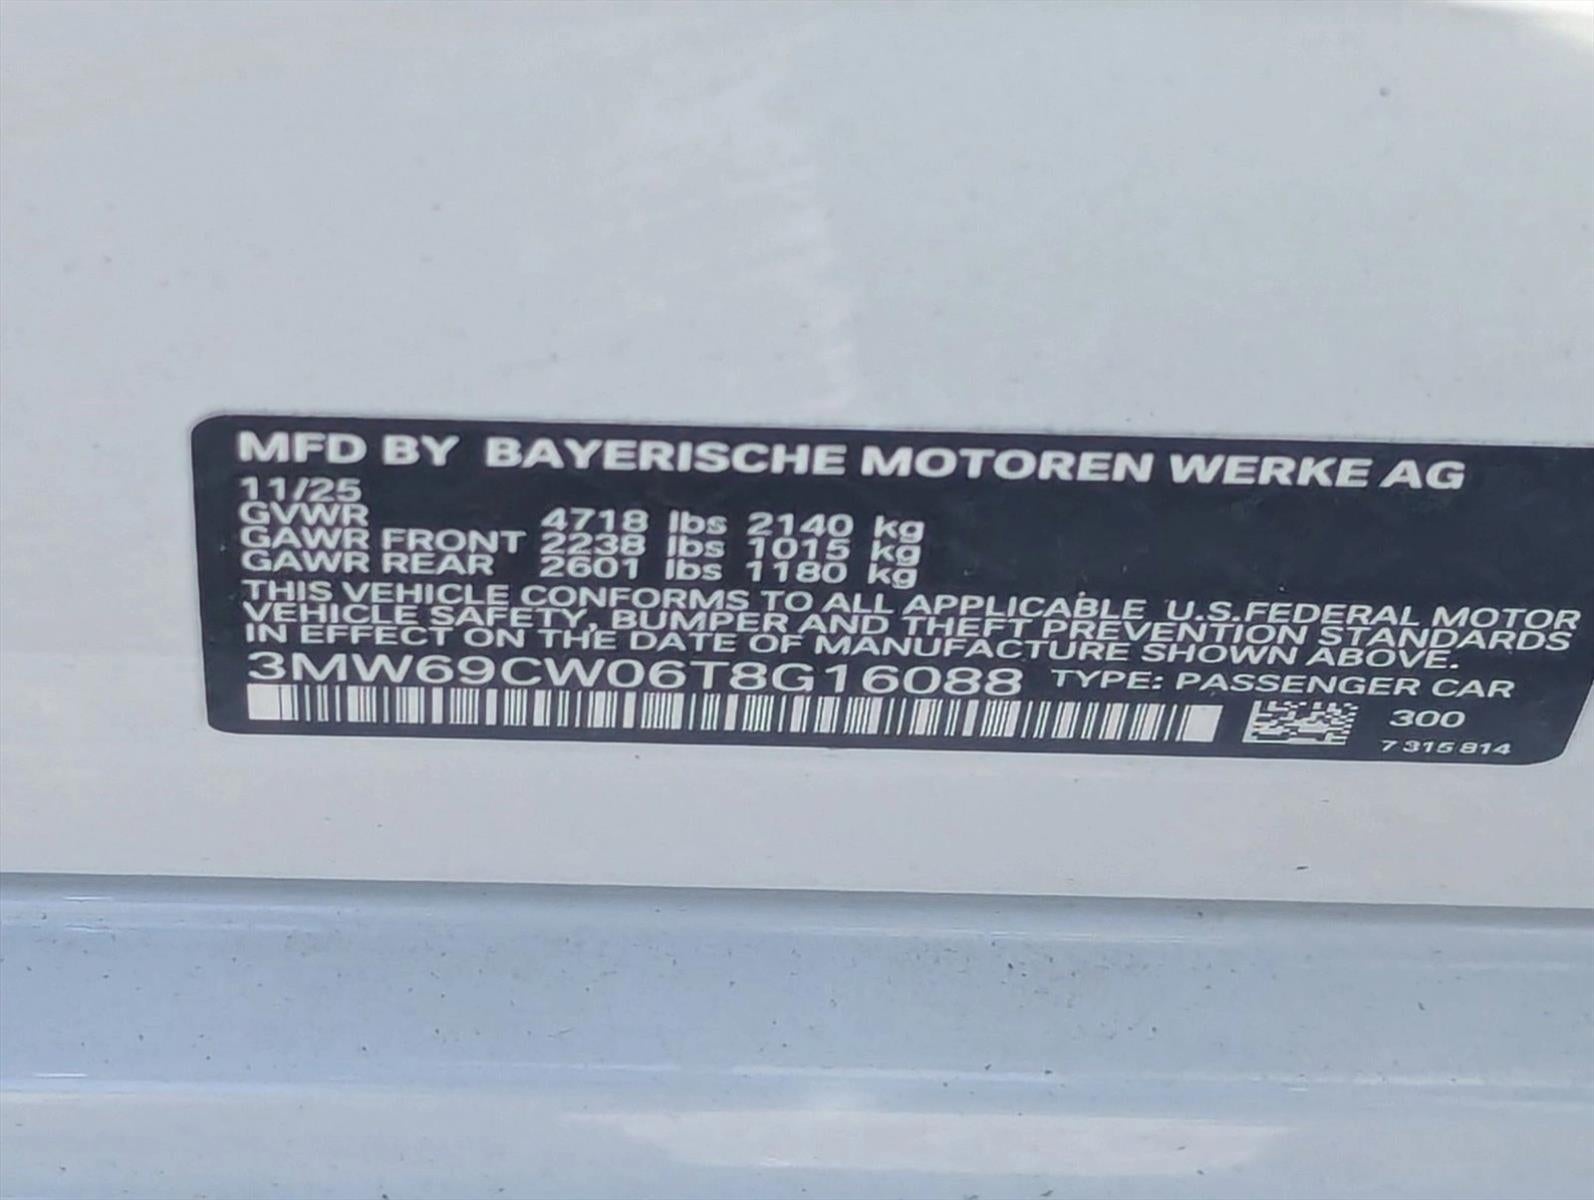 MFD BY BAYERISCHE MOTOREN WERKE AG
11/25
GVWR 4718 lbs 2140 kg
GAWR FRONT 2238 lbs 1015 kg
GAWR REAR 2601 lbs 1180 kg
THIS VEHICLE CONFORMS TO ALL APPLICABLE U.S.FEDERAL MOTOR
VEHICLE SAFETY, BUMPER AND THEFT PREVENTION STANDARDS
IN EFFECT ON THE DATE OF MANUFACTURE SHOWN ABOVE.
3MW69CW06T8G16088 TYPE: PASSENGER CAR
300
7 315 814